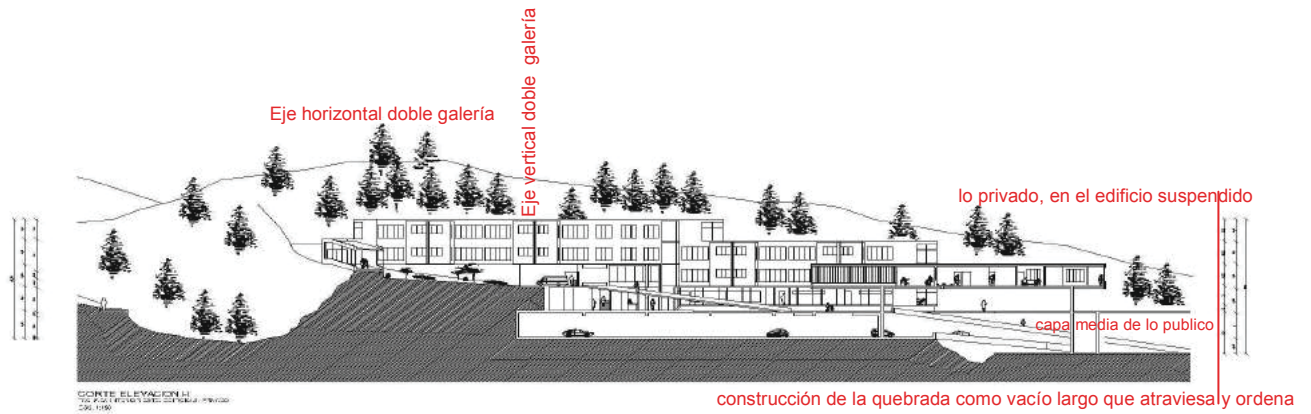 Eje vertical doble galería
Eje horizontal doble galería
lo privado, en el edificio suspendido
capa media de lo publico
CORTE ELEVACION
construcción de la quebrada como vacío largo que atraviesa y ordena